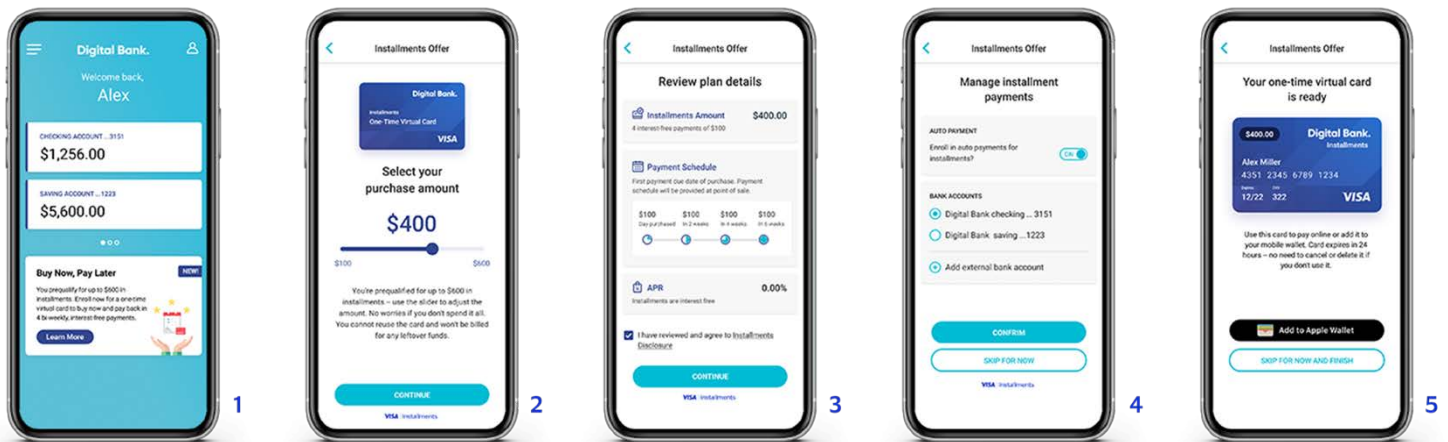 Digital Bank.
Welcome back,
Alex
CHECKING ACCOUNT ...3151
$1,256.00
SAVING ACCOUNT ...1223
$5,600.00
Buy Now, Pay Later
NEW!
You prequalify for up to $600 in
installments. Enroll now for a one-time
virtual card to buy now and pay back in
4 bi-weekly, interest-free payments.
Learn More
1
Installments Offer
Digital Bank.
Installments
One-Time Virtual Card
VISA
Select your
purchase amount
$400
$100
$600
You're prequalified for up to $600 in
installments – use the slider to adjust the
amount. No worries if you don't spend it all.
You cannot reuse the card and won't be billed
for any leftover funds.
CONTINUE
VISA Installments
2
Installments Offer
Review plan details
Installments Amount $400.00
4 interest-free payments of $100
Payment Schedule
First payment due date of purchase. Payment
schedule will be provided at point of sale.
$100 $100 $100 $100
Day purchased In 2 weeks In 4 weeks In 6 weeks
APR 0.00%
Installments are interest free
I have reviewed and agree to Installments
Disclosure
CONTINUE
VISA Installments
3
Installments Offer
Manage installment
payments
AUTO PAYMENT
Enroll in auto payments for
installments?
ON
BANK ACCOUNTS
Digital Bank checking ... 3151
Digital Bank saving ...1223
Add external bank account
CONFRIM
SKIP FOR NOW
VISA Installments
4
Installments Offer
Your one-time virtual card
is ready
$400.00
Digital Bank.
Installments
Alex Miller
4351 2345 6789 1234
12/22 322
VISA
Use this card to pay online or add it to
your mobile wallet. Card expires in 24
hours – no need to cancel or delete it if
you don't use it.
Add to Apple Wallet
SKIP FOR NOW AND FINISH
5